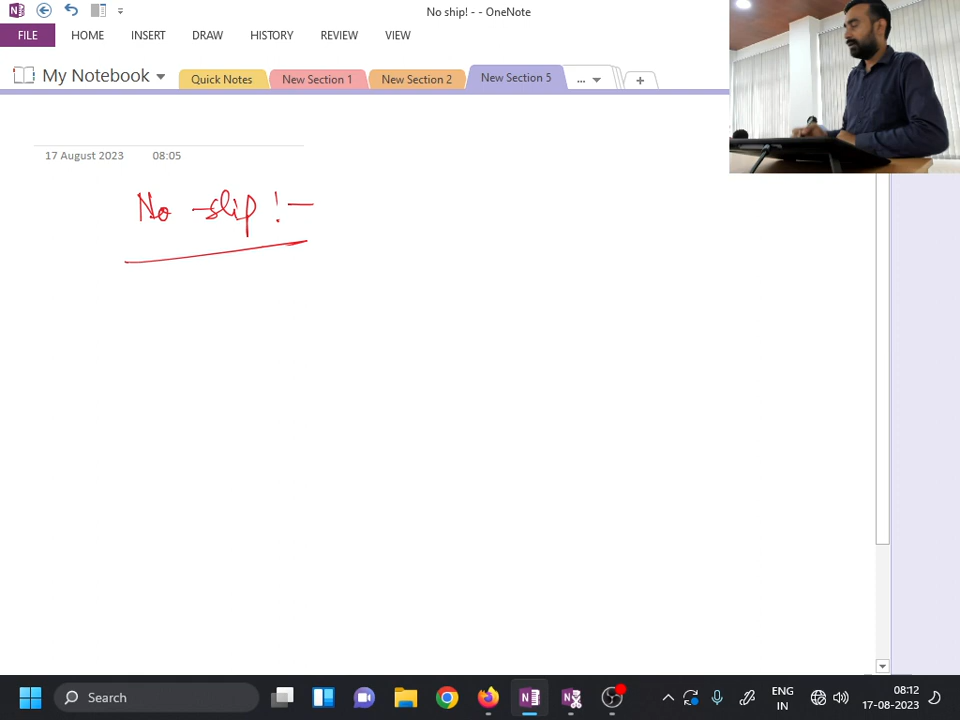 No ship! - - OneNote
FILE HOME INSERT DRAW HISTORY REVIEW VIEW
My Notebook Quick Notes New Section 1 New Section 2 New Section 5 ... +
17 August 2023 08:05
No slip :-
Search
ENG
IN
08:12
17-08-2023